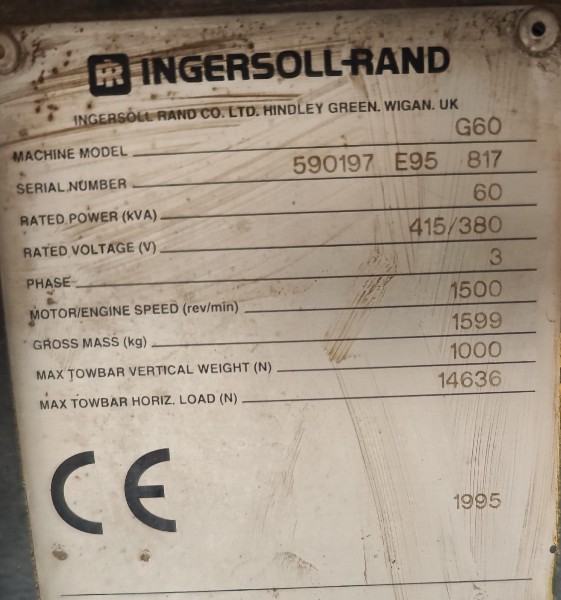 IR INGERSOLL-RAND
INGERSOLL RAND CO. LTD. HINDLEY GREEN. WIGAN. UK
MACHINE MODEL G60
SERIAL NUMBER 590197 E95 817
RATED POWER (kVA) 60
RATED VOLTAGE (V) 415/380
PHASE 3
MOTOR/ENGINE SPEED (rev/min) 1500
GROSS MASS (kg) 1599
MAX TOWBAR VERTICAL WEIGHT (N) 1000
MAX TOWBAR HORIZ. LOAD (N) 14636
CE 1995